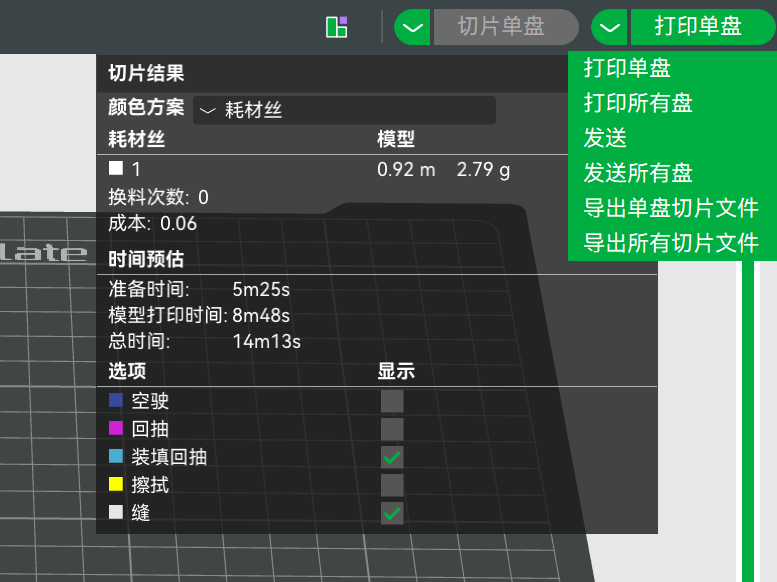 切片单盘
打印单盘
切片结果
颜色方案 耗材丝
耗材丝 模型
1 0.92 m 2.79 g
换料次数: 0
成本: 0.06
时间预估
准备时间: 5m25s
模型打印时间: 8m48s
总时间: 14m13s
选项 显示
空驶
回抽
装填回抽
擦拭
缝
打印单盘
打印所有盘
发送
发送所有盘
导出单盘切片文件
导出所有切片文件
late